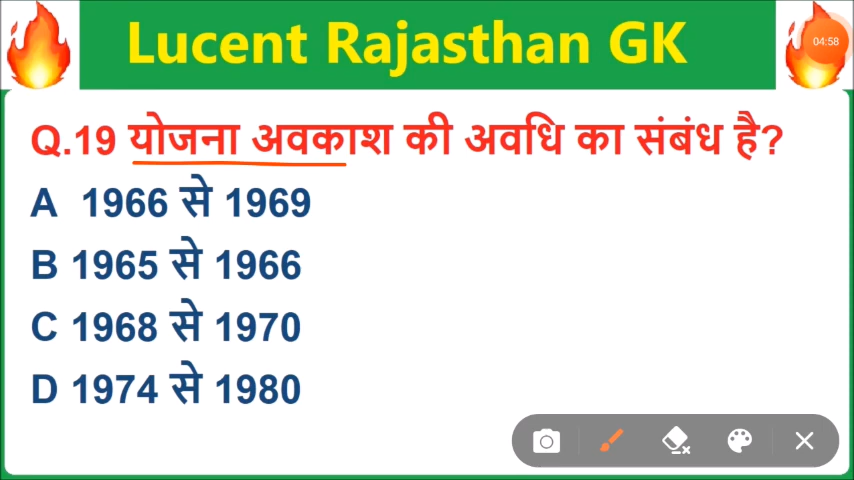 Lucent Rajasthan GK
04:58
Q.19 योजना अवकाश की अवधि का संबंध है?
A 1966 से 1969
B 1965 से 1966
C 1968 से 1970
D 1974 से 1980